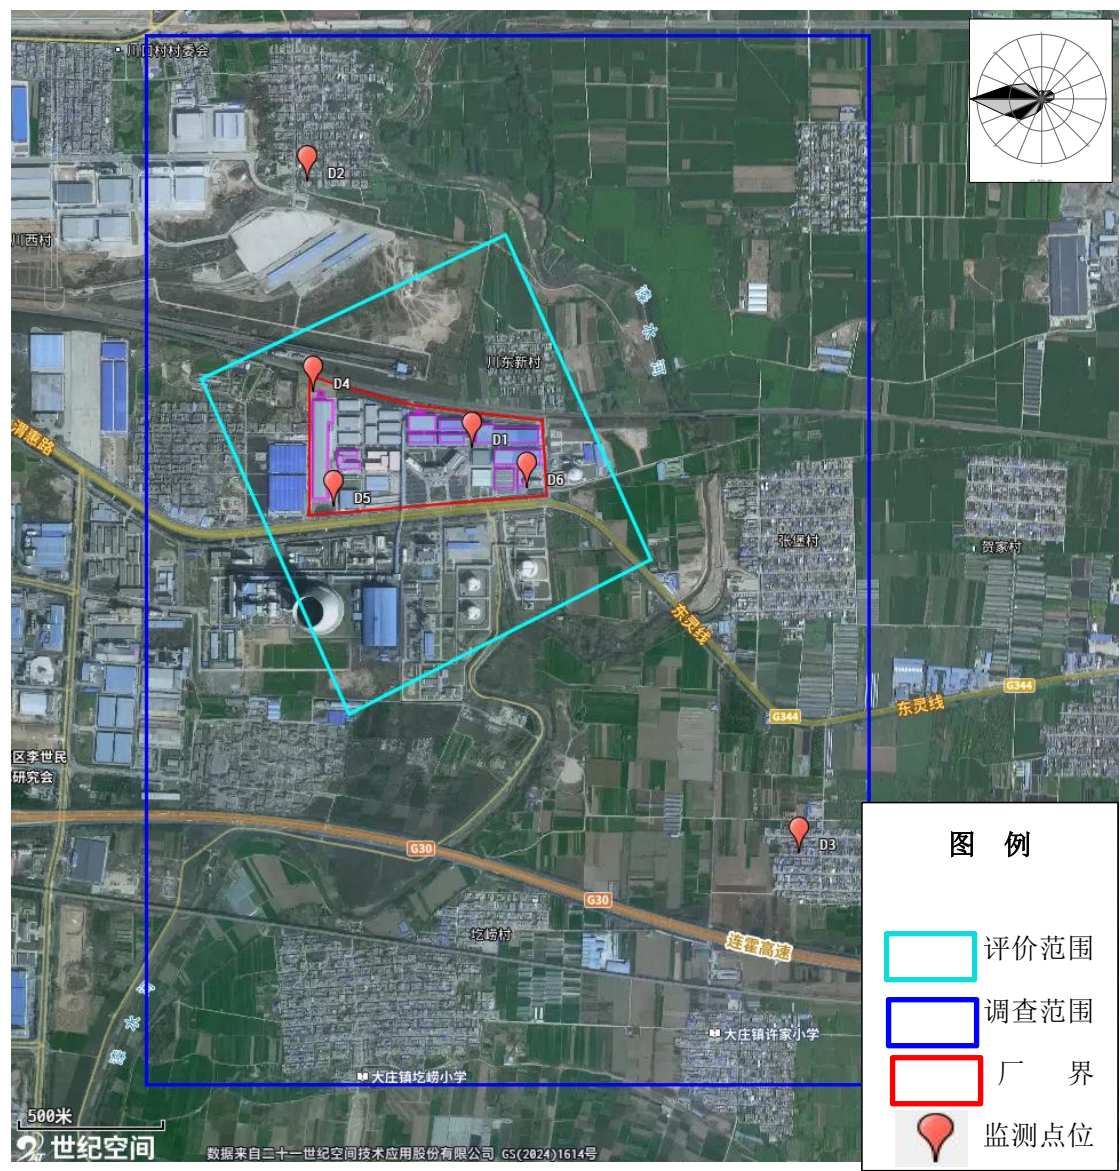 川口村村委会
D2
川西村
漆
水
河
川东新村
D4
渭惠路
D1
D6
D5
张堡村
贺家村
东灵线
G344
东灵线
G344
区李世民
研究会
图 例
D3
G30
G30
评价范围
圪崂村
连霍高速
调查范围
大庄镇许家小学
厂 界
大庄镇圪崂小学
500米
监测点位
世纪空间
数据来自二十一世纪空间技术应用股份有限公司 GS(2024)1614号